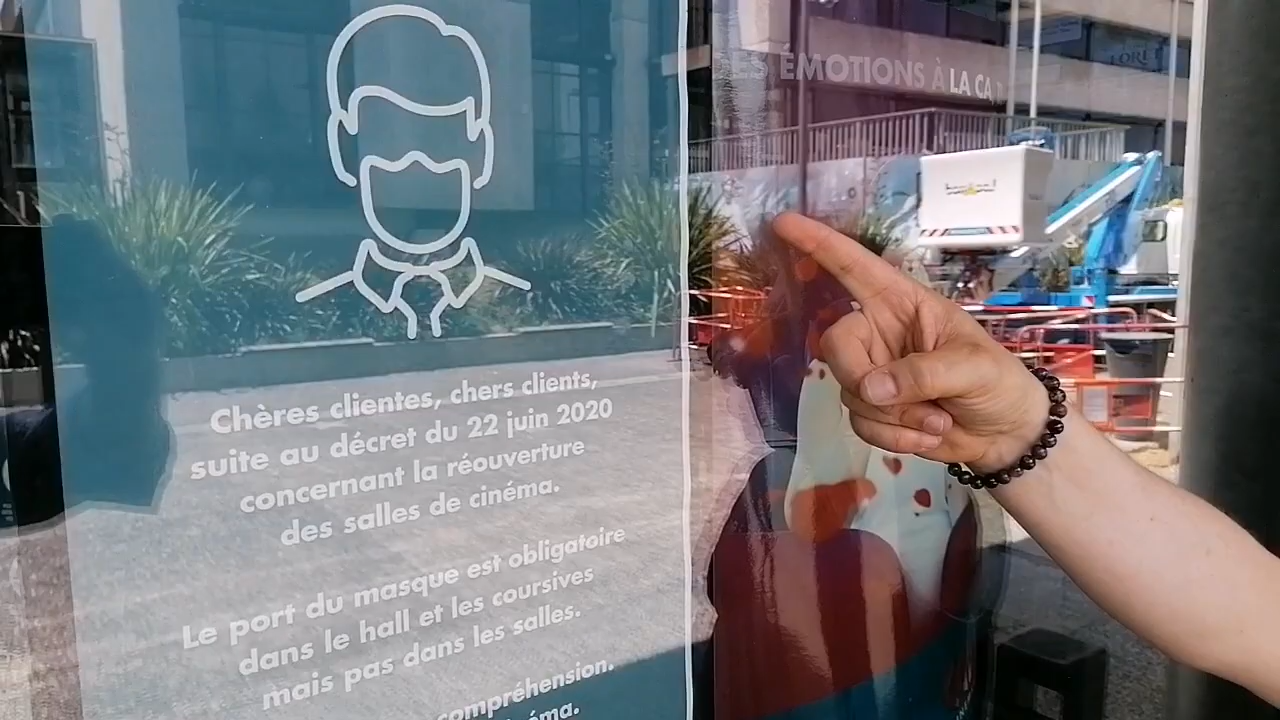 Chères clientes, chers clients,
suite au décret du 22 juin 2020
concernant la réouverture
des salles de cinéma.
Le port du masque est obligatoire
dans le hall et les coursives
mais pas dans les salles.
compréhension.
ÉMOTIONS À LA